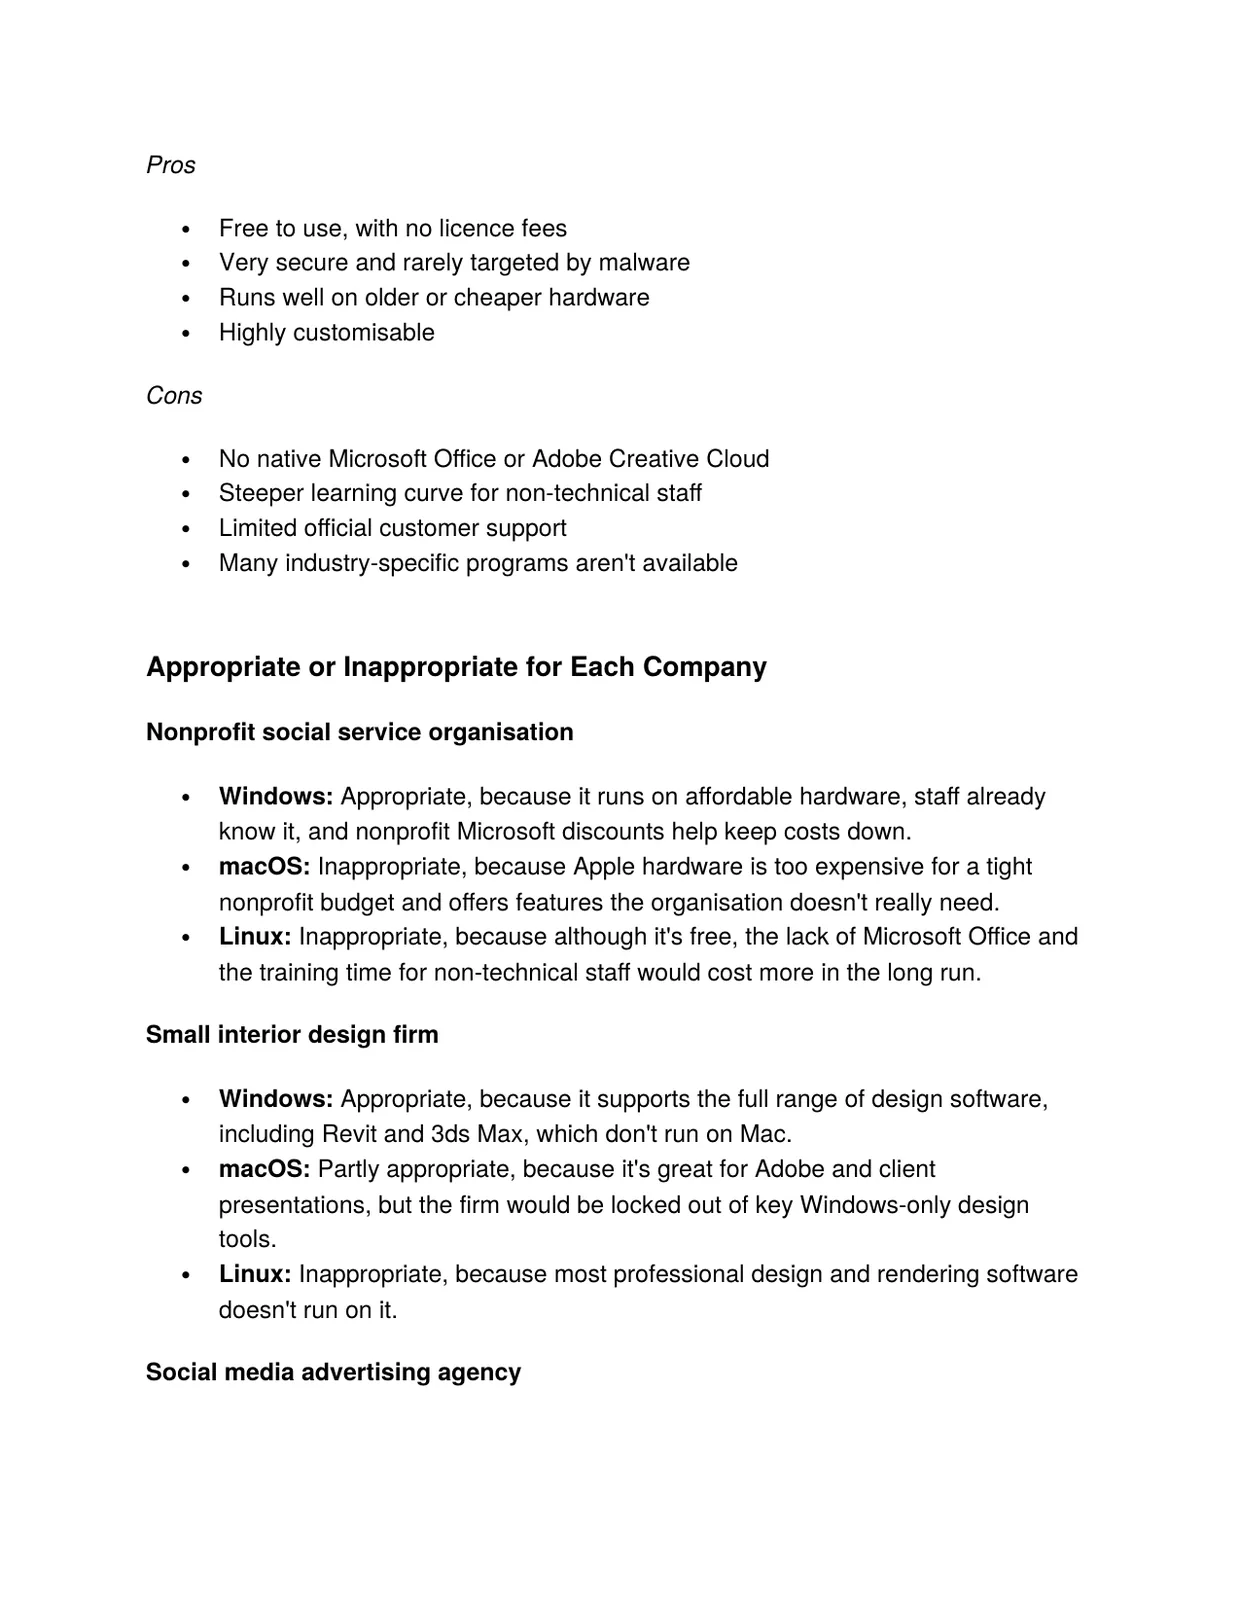 Pros
• Free to use, with no licence fees
• Very secure and rarely targeted by malware
• Runs well on older or cheaper hardware
• Highly customisable
Cons
• No native Microsoft Office or Adobe Creative Cloud
• Steeper learning curve for non-technical staff
• Limited official customer support
• Many industry-specific programs aren't available
Appropriate or Inappropriate for Each Company
Nonprofit social service organisation
• Windows: Appropriate, because it runs on affordable hardware, staff already
know it, and nonprofit Microsoft discounts help keep costs down.
• macOS: Inappropriate, because Apple hardware is too expensive for a tight
nonprofit budget and offers features the organisation doesn't really need.
• Linux: Inappropriate, because although it's free, the lack of Microsoft Office and
the training time for non-technical staff would cost more in the long run.
Small interior design firm
• Windows: Appropriate, because it supports the full range of design software,
including Revit and 3ds Max, which don't run on Mac.
• macOS: Partly appropriate, because it's great for Adobe and client
presentations, but the firm would be locked out of key Windows-only design
tools.
• Linux: Inappropriate, because most professional design and rendering software
doesn't run on it.
Social media advertising agency